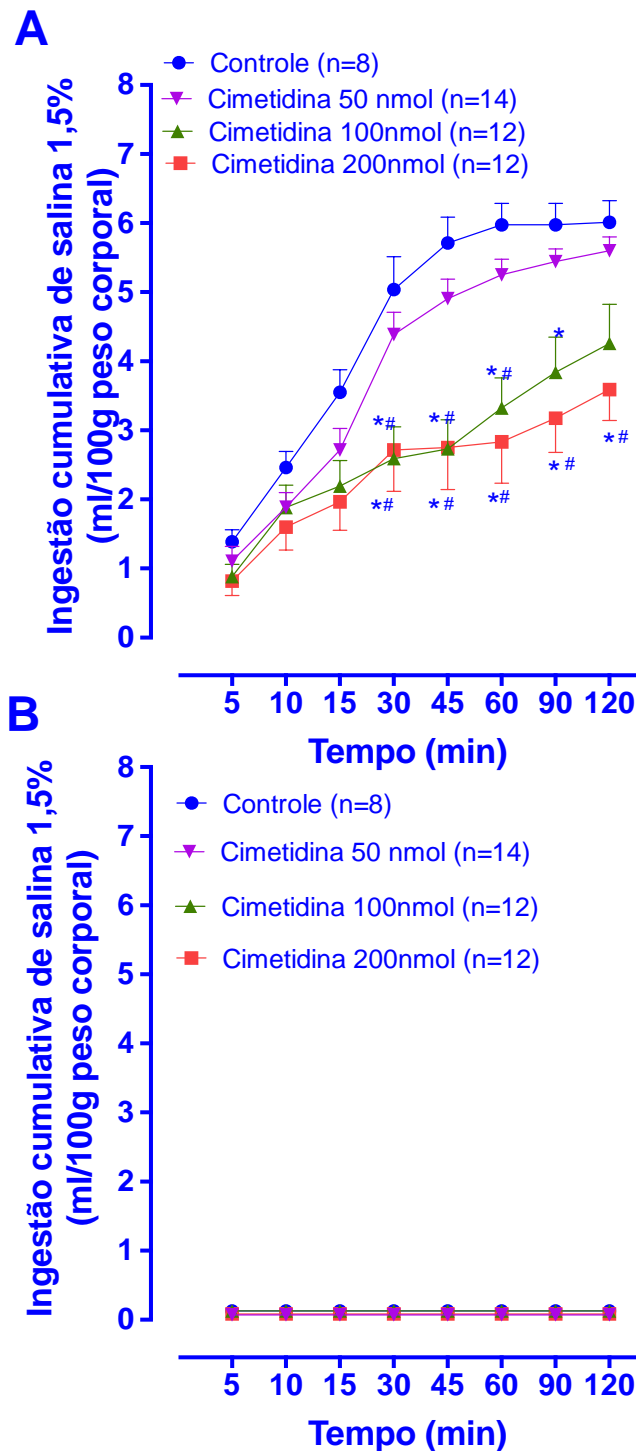 A
Controle (n=8)
Cimetidina 50 nmol (n=14)
Cimetidina 100nmol (n=12)
Cimetidina 200nmol (n=12)
Ingestão cumulativa de salina 1,5%
(ml/100g peso corporal)
8
7
6
5
4
3
2
1
0
*# *# *# *
*# *# *# * # * #
5 10 15 30 45 60 90 120
Tempo (min)
B
Controle (n=8)
Cimetidina 50 nmol (n=14)
Cimetidina 100nmol (n=12)
Cimetidina 200nmol (n=12)
Ingestão cumulativa de salina 1,5%
(ml/100g peso corporal)
8
7
6
5
4
3
2
1
0
5 10 15 30 45 60 90 120
Tempo (min)